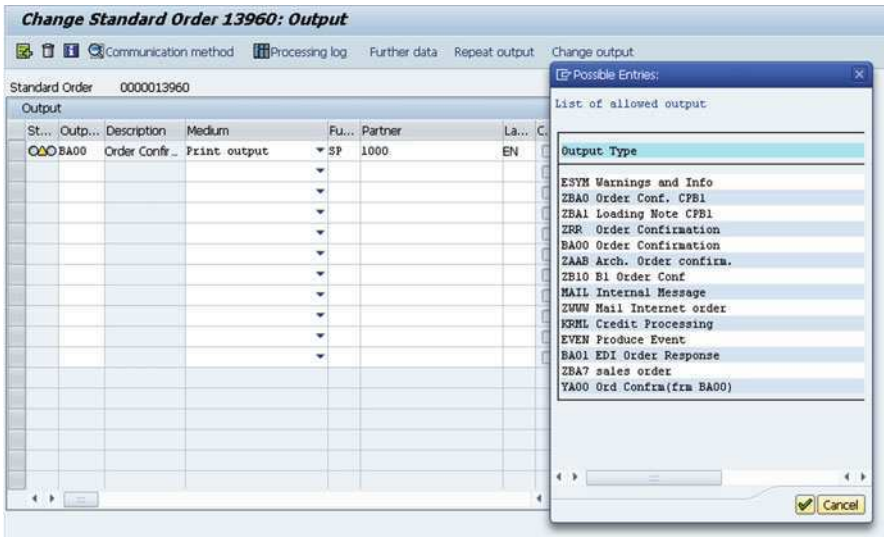 Change Standard Order 13960: Output
Communication method Processing log Further data Repeat output Change output
Standard Order 0000013960
Output
St... Outp... Description Medium Fu... Partner La... C.
BA00 Order Confir... Print output SP 1000 EN
Possible Entries:
List of allowed output
Output Type
ESYM Warnings and Info
ZBA0 Order Conf. CPB1
ZBA1 Loading Note CPB1
ZRR Order Confirmation
BA00 Order Confirmation
ZAAB Arch. Order confirm.
ZB10 B1 Order Conf
MAIL Internal Message
ZWWW Mail Internet order
KRML Credit Processing
EVEN Produce Event
BA01 EDI Order Response
ZBA7 sales order
YA00 Ord Confrm(frm BA00)
Cancel